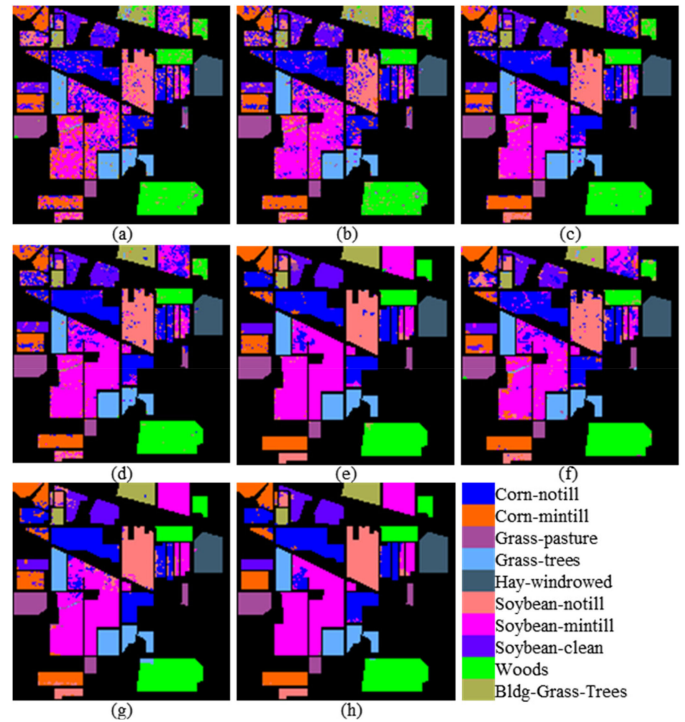 (a)
(b)
(c)
(d)
(e)
(f)
(g)
(h)
Corn-notill
Corn-mintill
Grass-pasture
Grass-trees
Hay-windrowed
Soybean-notill
Soybean-mintill
Soybean-clean
Woods
Bldg-Grass-Trees